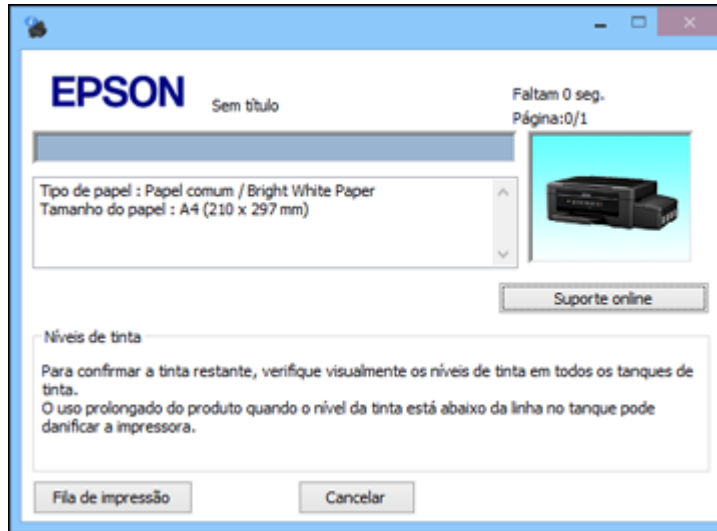 EPSON
Sem título
Faltam 0 seg.
Página:0/1
Tipo de papel : Papel comum / Bright White Paper
Tamanho do papel : A4 (210 x 297 mm)
Suporte online
Níveis de tinta
Para confirmar a tinta restante, verifique visualmente os níveis de tinta em todos os tanques de
tinta.
O uso prolongado do produto quando o nível da tinta está abaixo da linha no tanque pode
danificar a impressora.
Fila de impressão
Cancelar